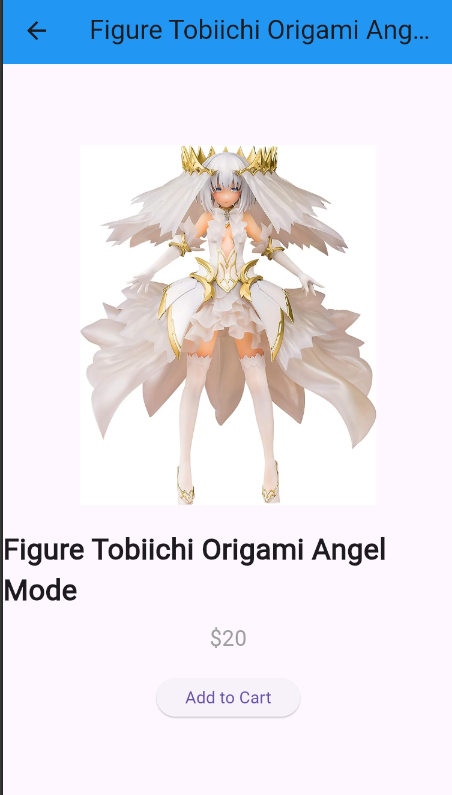 Figure Tobiichi Origami Ang...
Figure Tobiichi Origami Angel
Mode
$20
Add to Cart